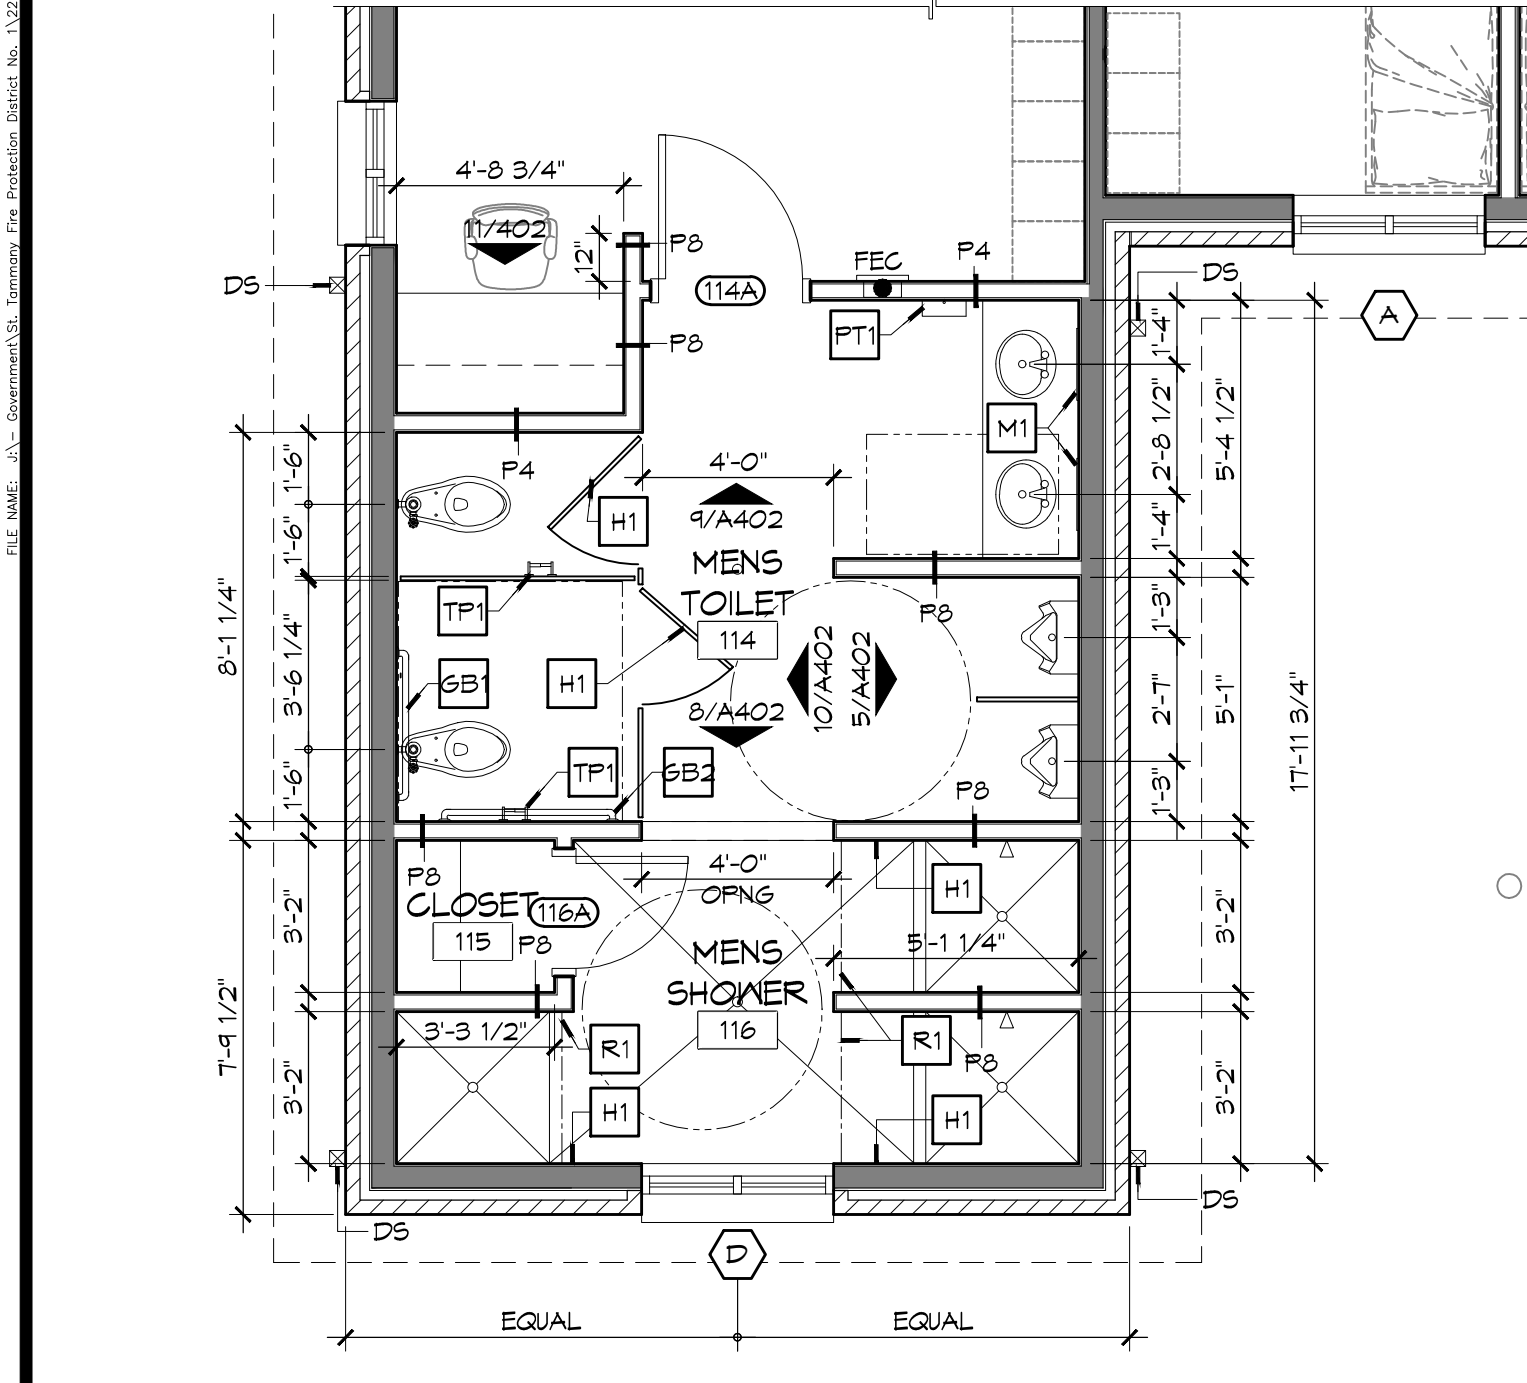 FILE NAME: J:\- Government\St. Tammany Fire Protection District No. 1\22
4'-8 3/4"
11/402
12"
P8
P8
114A
FEC
P4
DS
DS
A
PT1
M1
1'-4"
2'-8 1/2"
1'-4"
5'-4 1/2"
P4
H1
4'-0"
9/A402
MENS
TOILET
114
1'-6"
1'-6"
3'-6 1/4"
1'-6"
8'-1 1/4"
TP1
GB1
H1
8/A402
10/A402
5/A402
P8
1'-3"
2'-7"
1'-3"
5'-1"
17'-11 3/4"
TP1
GB2
P8
P8
CLOSET
115
116A
P8
4'-0"
OPNG
H1
5'-1 1/4"
MENS
SHOWER
116
3'-2"
3'-2"
7'-9 1/2"
3'-2"
3'-2"
3'-3 1/2"
R1
R1
P8
H1
H1
DS
DS
D
EQUAL
EQUAL